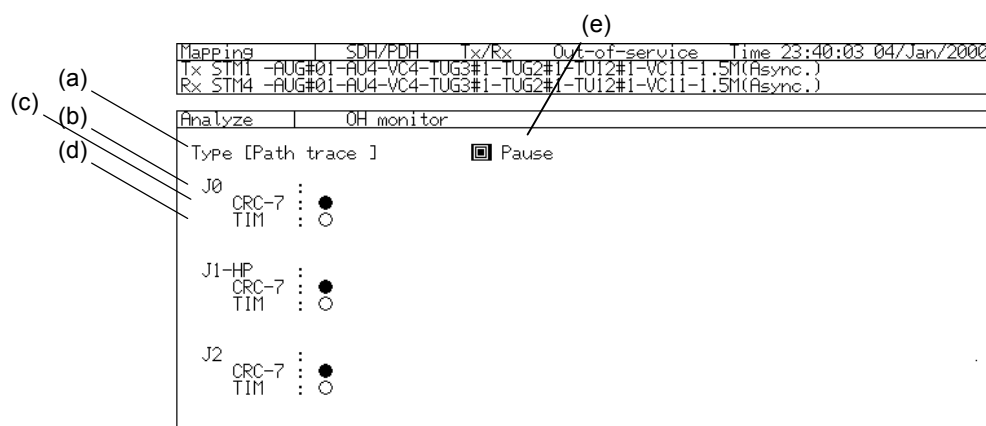 (e)
Mapping SDH/PDH Tx/Rx Out-of-service Time 23:40:03 04/Jan/2000
Tx STM1 -AUG#01-AU4-VC4-TUG3#1-TUG2#1-TU12#1-VC11-1.5M(Async.)
Rx STM4 -AUG#01-AU4-VC4-TUG3#1-TUG2#1-TU12#1-VC11-1.5M(Async.)
(a)
(c)
(b)
(d)
Analyze OH monitor
Type [Path trace ] Pause
J0 :
CRC-7 :
TIM :
J1-HP :
CRC-7 :
TIM :
J2 :
CRC-7 :
TIM :